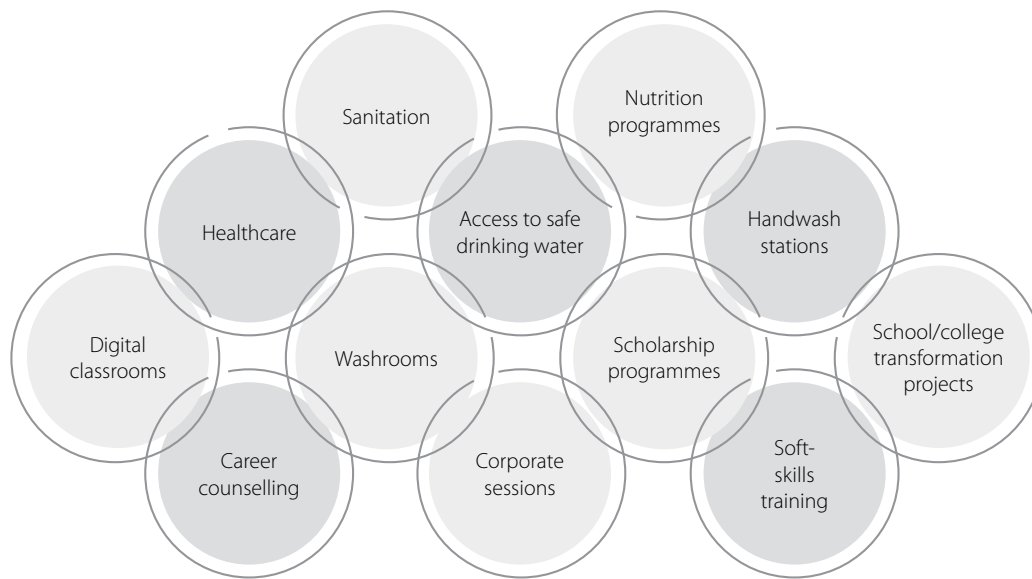 Sanitation
Nutrition
programmes
Healthcare
Access to safe
drinking water
Handwash
stations
Digital
classrooms
Washrooms
Scholarship
programmes
School/college
transformation
projects
Career
counselling
Corporate
sessions
Soft-
skills
training